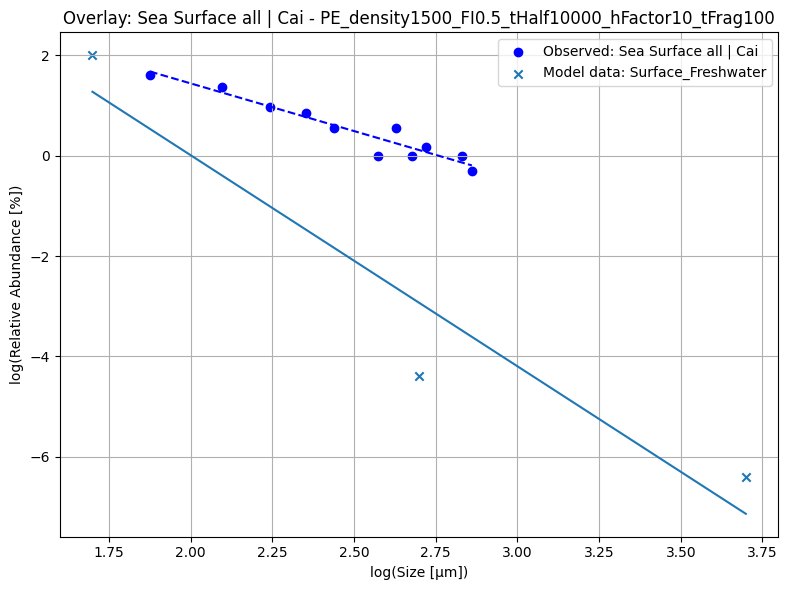 Overlay: Sea Surface all | Cai - PE_density1500_FI0.5_tHalf10000_hFactor10_tFrag100
Observed: Sea Surface all | Cai
Model data: Surface_Freshwater
log(Relative Abundance [%])
2
0
−2
−4
−6
1.75 2.00 2.25 2.50 2.75 3.00 3.25 3.50 3.75
log(Size [µm])